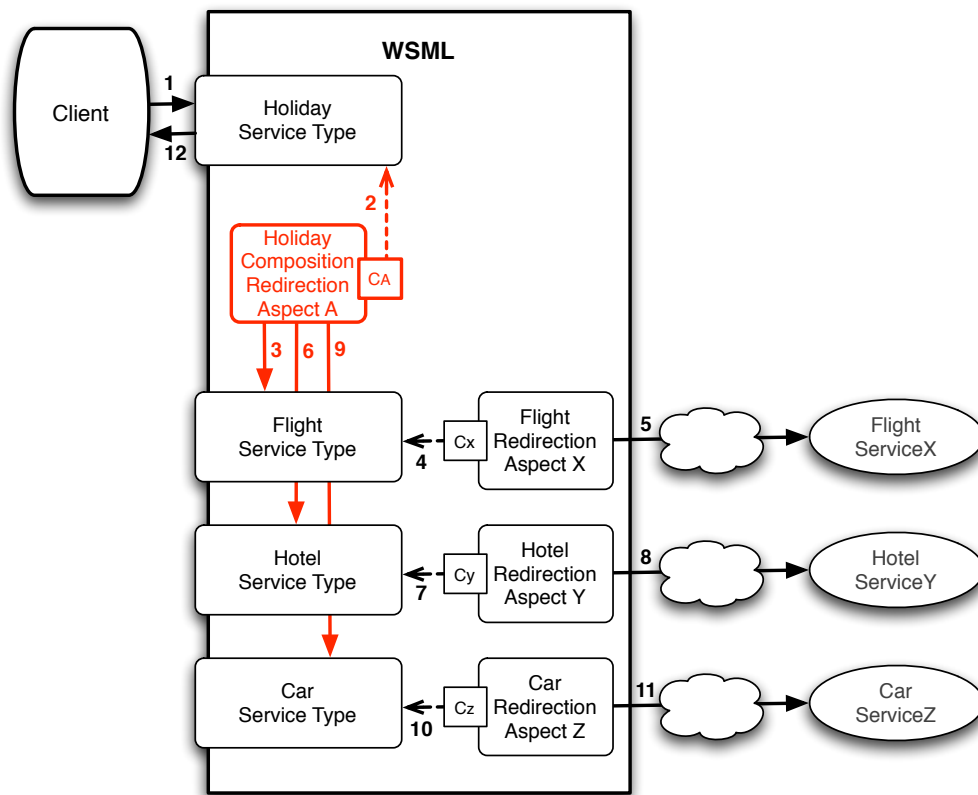 WSML
1
Client
Holiday
Service Type
12
2
Holiday
Composition
Redirection
Aspect A
CA
3
6
9
Flight
Service Type
4
Cx
Flight
Redirection
Aspect X
5
Flight
ServiceX
Hotel
Service Type
7
Cy
Hotel
Redirection
Aspect Y
8
Hotel
ServiceY
Car
Service Type
10
Cz
Car
Redirection
Aspect Z
11
Car
ServiceZ